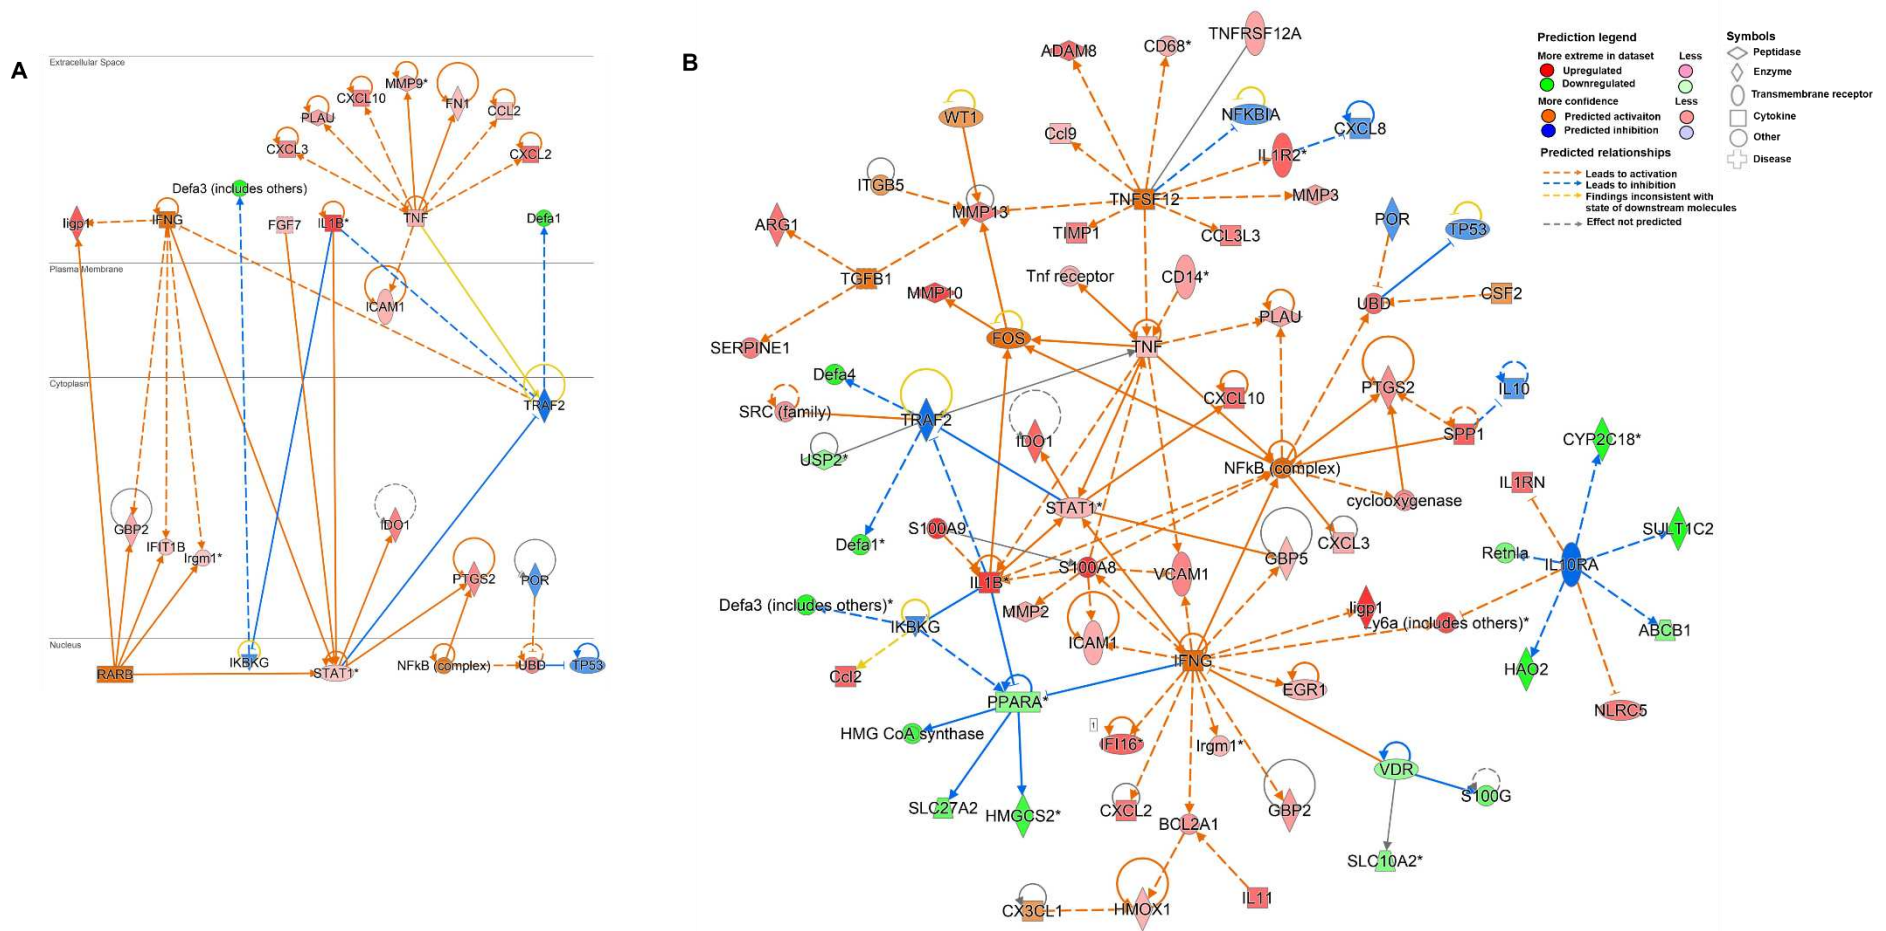 A
Extracellular Space
MMP9*
CXCL10
FN1
CCL2
PLAU
CXCL3
CXCL2
Defa3 (includes others)
Iigp1
IFNG
FGF7
IL1B*
TNF
Defa1
Plasma Membrane
ICAM1
Cytoplasm
TRAF2
GBP2
IFIT1B
Irgm1*
IDO1
PTGS2
POR
Nucleus
RARB
IKBKG
STAT1*
NFkB (complex)
UBD
TP53
B
ADAM8
CD68*
TNFRSF12A
WT1
Ccl9
NFKBIA
CXCL8
IL1R2*
ITGB5
MMP13
TNFSF12
MMP3
ARG1
TIMP1
CCL3L3
POR
TP53
TGFB1
Tnf receptor
CD14*
MMP10
UBD
CSF2
PLAU
SERPINE1
FOS
TNF
Defa4
PTGS2
IL10
SRC (family)
TRAF2
CXCL10
IDO1
SPP1
USP2*
CYP2C18*
NFkB (complex)
IL1RN
cyclooxygenase
STAT1*
S100A9
SULT1C2
Defa1*
CXCL3
Retnla
GBP5
IL10RA
S100A8
VCAM1
IL1B*
Defa3 (includes others)*
MMP2
Iigp1
y6a (includes others)*
IKBKG
ABCB1
ICAM1
IFNG
HAO2
Ccl2
EGR1
PPARA*
NLRC5
HMG CoA synthase
1
IFI16*
Irgm1*
VDR
S100G
SLC27A2
HMGCS2*
CXCL2
GBP2
BCL2A1
SLC10A2*
IL11
CX3CL1
HMOX1
Prediction legend
More extreme in dataset
Less
Upregulated
Downregulated
More confidence
Less
Predicted activaiton
Predicted inhibition
Predicted relationships
Leads to activation
Leads to inhibition
Findings inconsistent with
state of downstream molecules
Effect not predicted
Symbols
Peptidase
Enzyme
Transmembrane receptor
Cytokine
Other
Disease